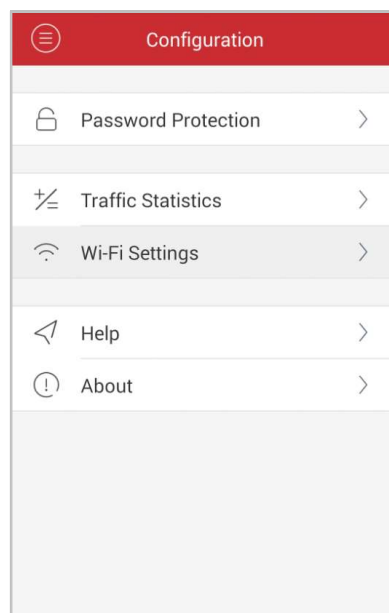 Configuration
Password Protection
Traffic Statistics
Wi-Fi Settings
Help
About